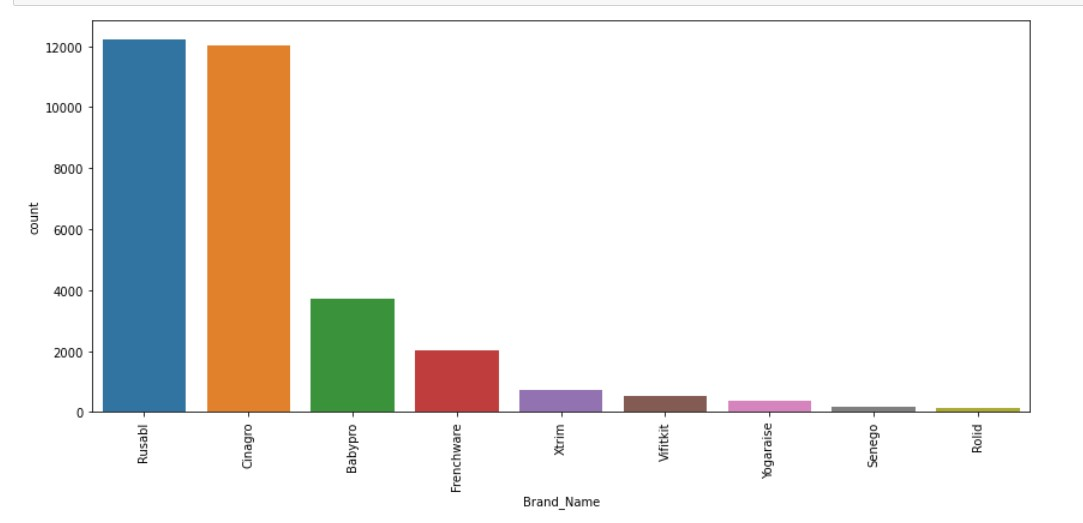 12000
10000
8000
6000
4000
2000
0
count
Rusabl
Cinagro
Babypro
Frenchware
Xtrim
Vifitkit
Yogaraise
Senego
Rolid
Brand_Name